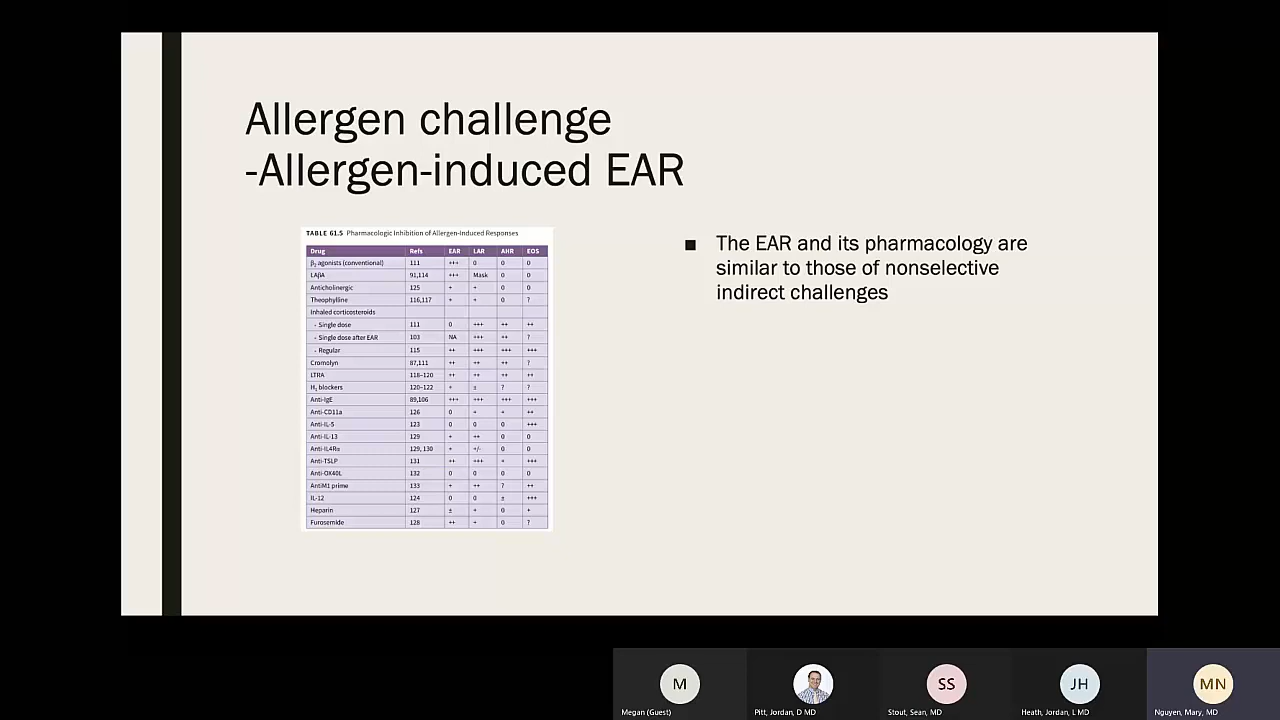 Allergen challenge
-Allergen-induced EAR
TABLE 61.5 Pharmacologic Inhibition of Allergen-Induced Responses
Drug Refs EAR LAR AHR EOS
β₂ agonists (conventional) 111 +++ 0 0 0
LAβA 91,114 +++ Mask 0 0
Anticholinergic 125 + + 0 0
Theophylline 116,117 + + 0 ?
Inhaled corticosteroids
- Single dose 111 0 +++ ++ ++
- Single dose after EAR 103 NA +++ ++ ?
- Regular 115 ++ +++ +++ +++
Cromolyn 87,111 ++ ++ ++ ?
LTRA 118–120 ++ ++ ++ ++
H₁ blockers 120–122 + ± ? ?
Anti-IgE 89,106 +++ +++ +++ +++
Anti-CD11a 126 0 + + ++
Anti-IL-5 123 0 0 0 +++
Anti-IL-13 129 + ++ 0 0
Anti-IL4Rα 129, 130 + +/- 0 0
Anti-TSLP 131 ++ +++ + +++
Anti-OX40L 132 0 0 0 0
AntiM1 prime 133 + ++ ? ++
IL-12 124 0 0 ± +++
Heparin 127 ± + 0 +
Furosemide 128 ++ + 0 ?
■ The EAR and its pharmacology are
similar to those of nonselective
indirect challenges
M SS JH MN
Megan (Guest) Pitt, Jordan, D MD Stout, Sean, MD Heath, Jordan, L MD Nguyen, Mary, MD